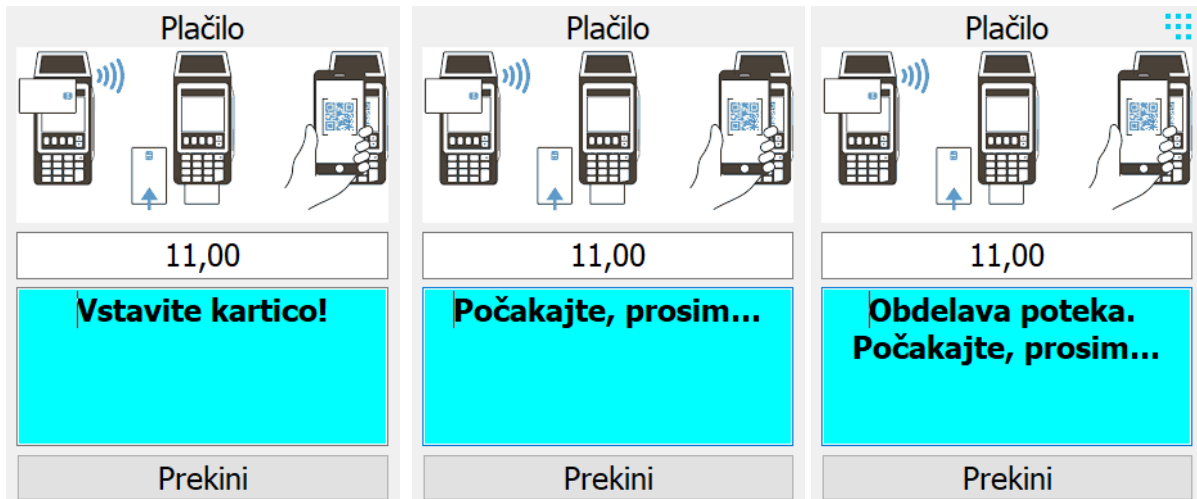 Plačilo
11,00
Vstavite kartico!
Prekini
Plačilo
11,00
Počakajte, prosim...
Prekini
Plačilo
11,00
Obdelava poteka.
Počakajte, prosim...
Prekini